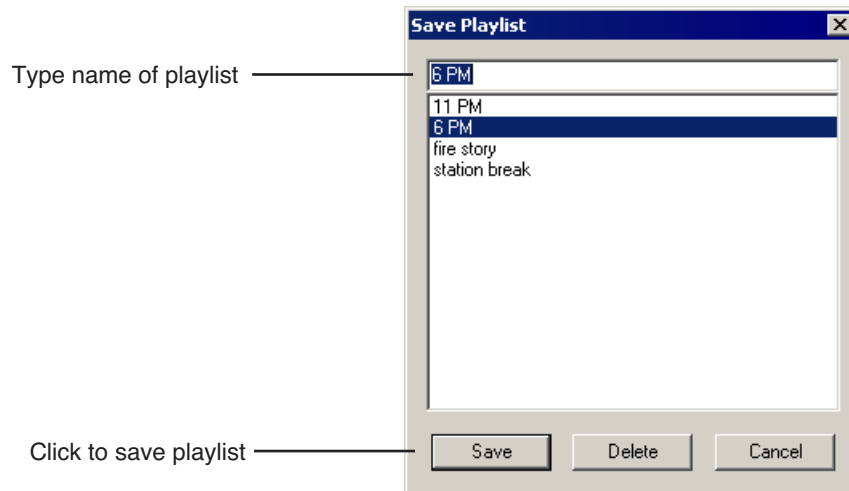 Save Playlist
Type name of playlist
6 PM
11 PM
6 PM
fire story
station break
Click to save playlist
Save
Delete
Cancel